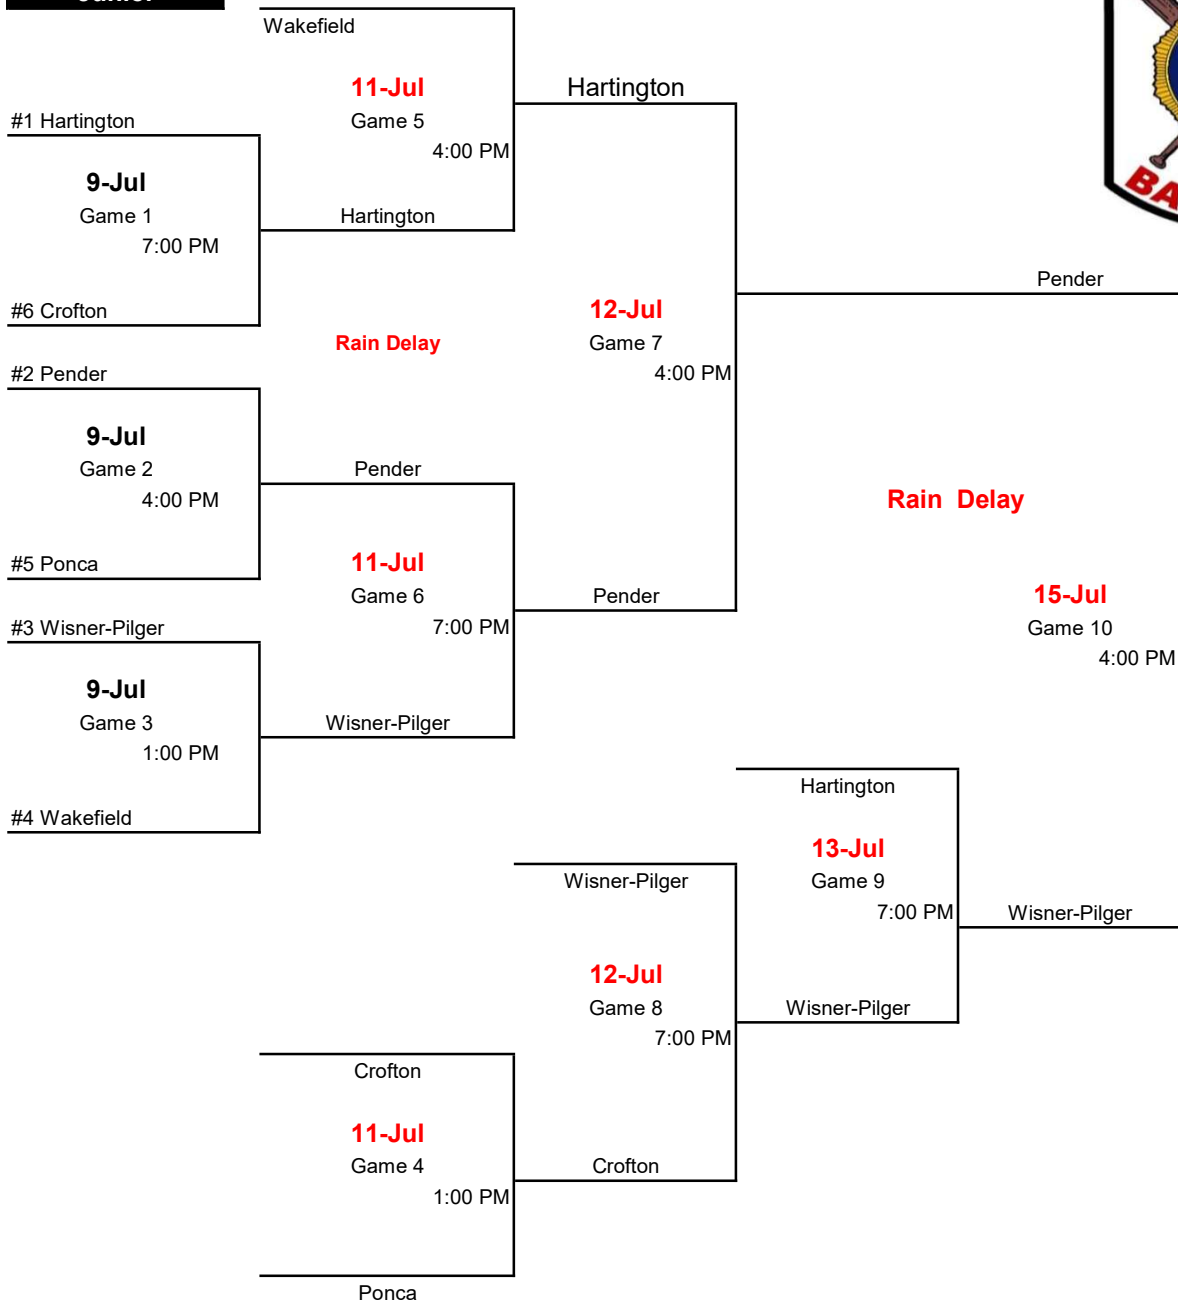 Wakefield
11-Jul
Hartington
#1 Hartington
Game 5
4:00 PM
9-Jul
Game 1
Hartington
7:00 PM
Pender
#6 Crofton
12-Jul
Rain Delay
Game 7
#2 Pender
4:00 PM
9-Jul
Game 2
Pender
4:00 PM
Rain Delay
#5 Ponca
11-Jul
Game 6
Pender
15-Jul
#3 Wisner-Pilger
7:00 PM
Game 10
4:00 PM
9-Jul
Game 3
Wisner-Pilger
1:00 PM
Hartington
#4 Wakefield
13-Jul
Wisner-Pilger
Game 9
7:00 PM
Wisner-Pilger
12-Jul
Game 8
Wisner-Pilger
7:00 PM
Crofton
11-Jul
Game 4
Crofton
1:00 PM
Ponca